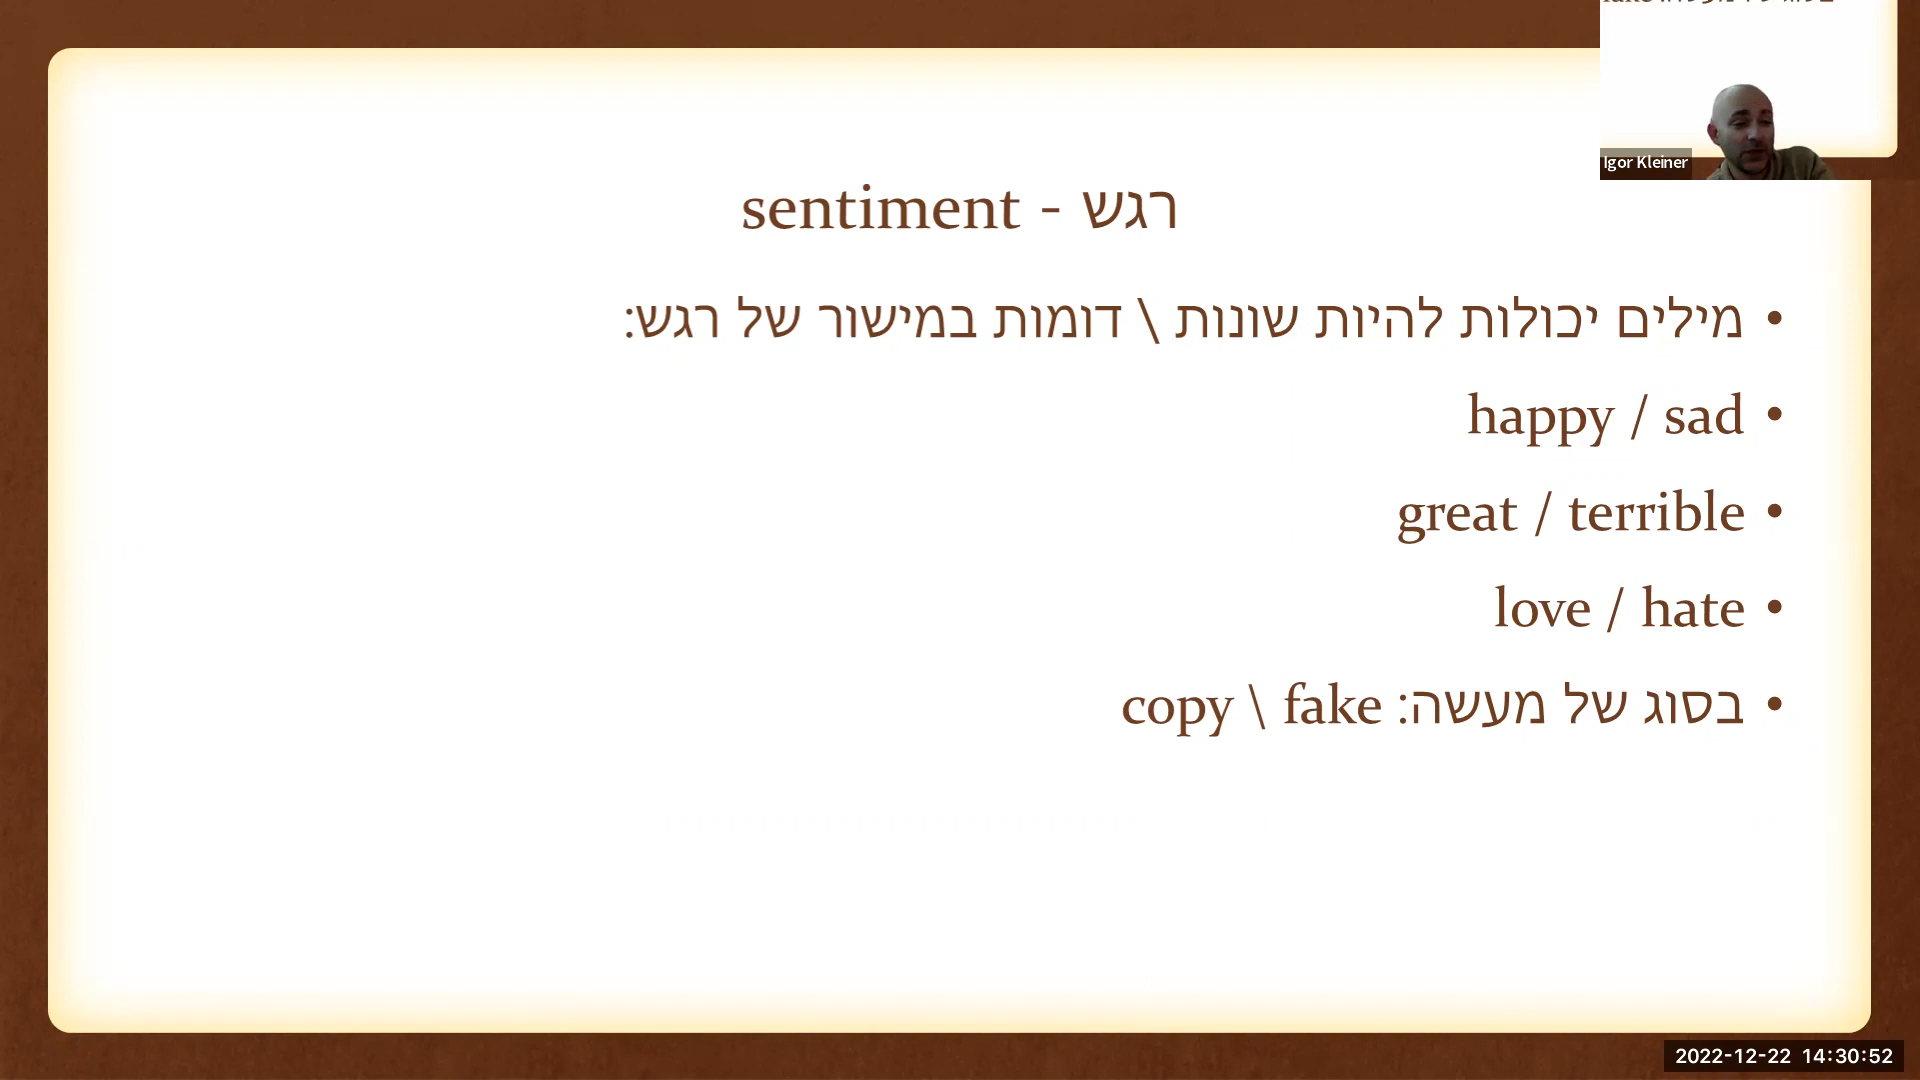 Igor Kleiner
רגש - sentiment
• מילים יכולות להיות שונות \ דומות במישור של רגש:
• happy / sad
• great / terrible
• love / hate
• בסוג של מעשה: copy \ fake
2022-12-22 14:30:52